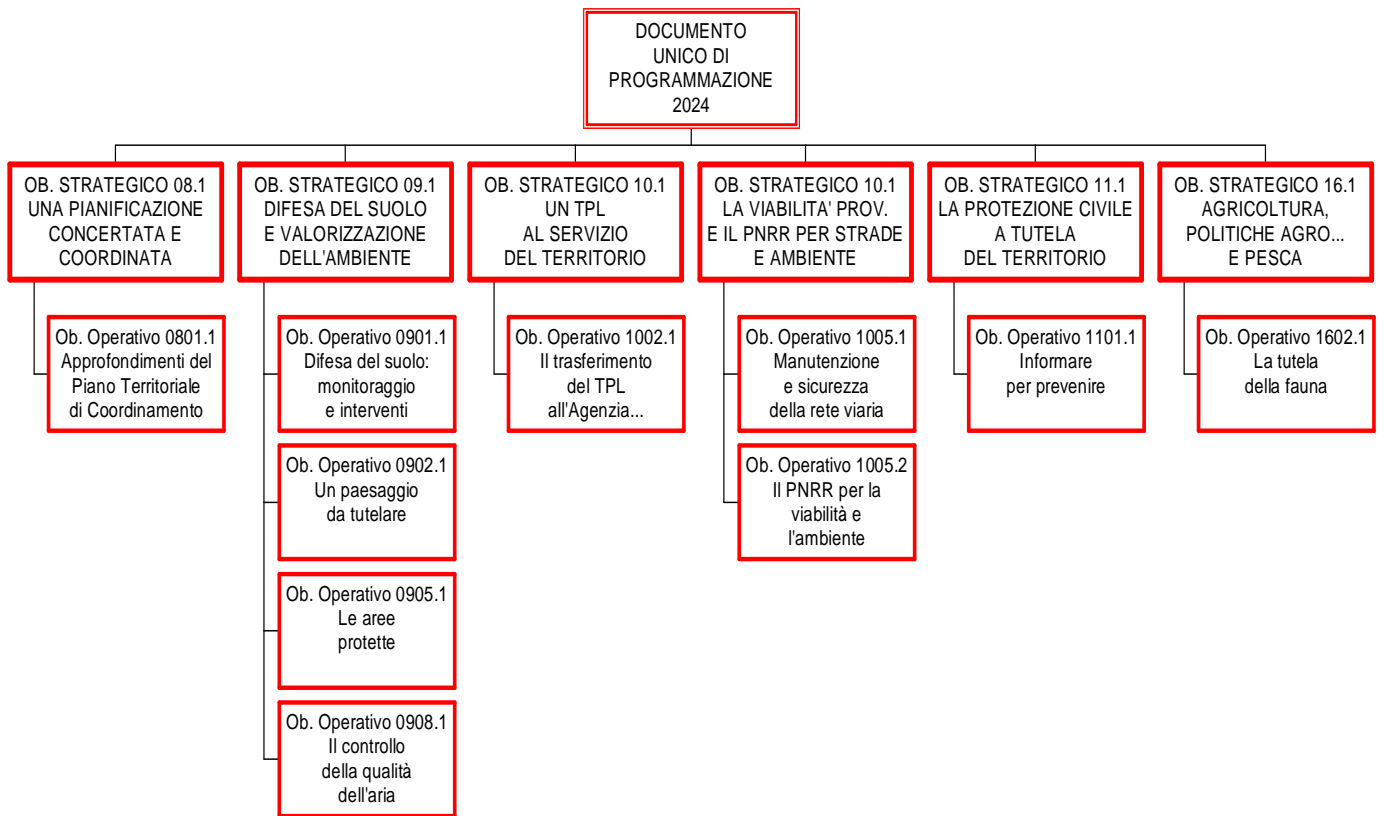 DOCUMENTO
UNICO DI
PROGRAMMAZIONE
2024
OB. STRATEGICO 08.1
UNA PIANIFICAZIONE
CONCERTATA E
COORDINATA
OB. STRATEGICO 09.1
DIFESA DEL SUOLO
E VALORIZZAZIONE
DELL'AMBIENTE
OB. STRATEGICO 10.1
UN TPL
AL SERVIZIO
DEL TERRITORIO
OB. STRATEGICO 10.1
LA VIABILITA' PROV.
E IL PNRR PER STRADE
E AMBIENTE
OB. STRATEGICO 11.1
LA PROTEZIONE CIVILE
A TUTELA
DEL TERRITORIO
OB. STRATEGICO 16.1
AGRICOLTURA,
POLITICHE AGRO...
E PESCA
Ob. Operativo 0801.1
Approfondimenti del
Piano Territoriale
di Coordinamento
Ob. Operativo 0901.1
Difesa del suolo:
monitoraggio
e interventi
Ob. Operativo 1002.1
Il trasferimento
del TPL
all'Agenzia...
Ob. Operativo 1005.1
Manutenzione
e sicurezza
della rete viaria
Ob. Operativo 1101.1
Informare
per prevenire
Ob. Operativo 1602.1
La tutela
della fauna
Ob. Operativo 0902.1
Un paesaggio
da tutelare
Ob. Operativo 1005.2
Il PNRR per la
viabilità e
l'ambiente
Ob. Operativo 0905.1
Le aree
protette
Ob. Operativo 0908.1
Il controllo
della qualità
dell'aria